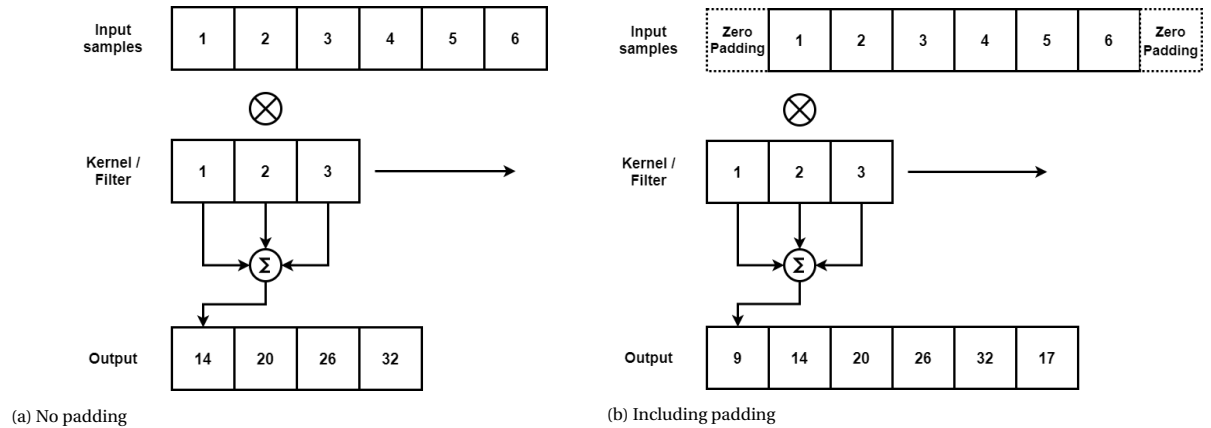 Input
samples
1 2 3 4 5 6
Kernel /
Filter
1 2 3
Σ
Output
14 20 26 32
(a) No padding
Input
samples
Zero
Padding
1 2 3 4 5 6
Zero
Padding
Kernel /
Filter
1 2 3
Σ
Output
9 14 20 26 32 17
(b) Including padding